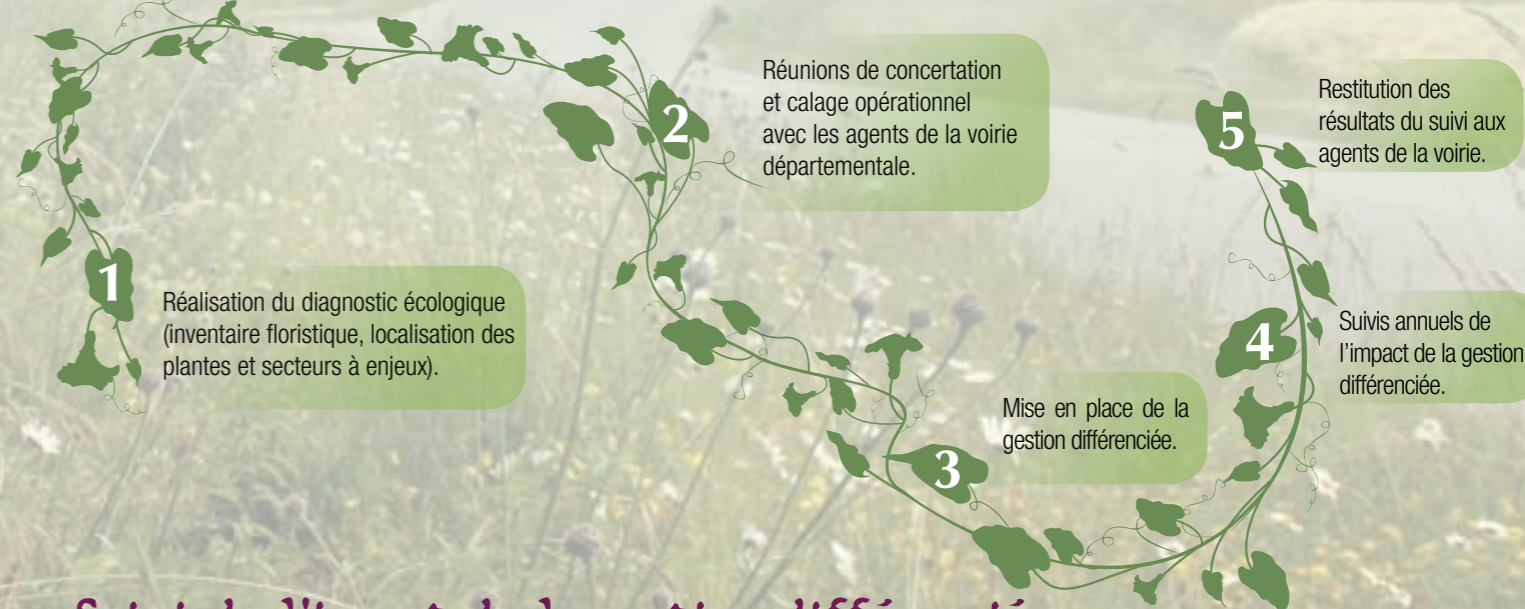 1
Réalisation du diagnostic écologique
(inventaire floristique, localisation des
plantes et secteurs à enjeux).
2
Réunions de concertation
et calage opérationnel
avec les agents de la voirie
départementale.
3
Mise en place de la
gestion différenciée.
4
Suivis annuels de
l'impact de la gestion
différenciée.
5
Restitution des
résultats du suivi aux
agents de la voirie.